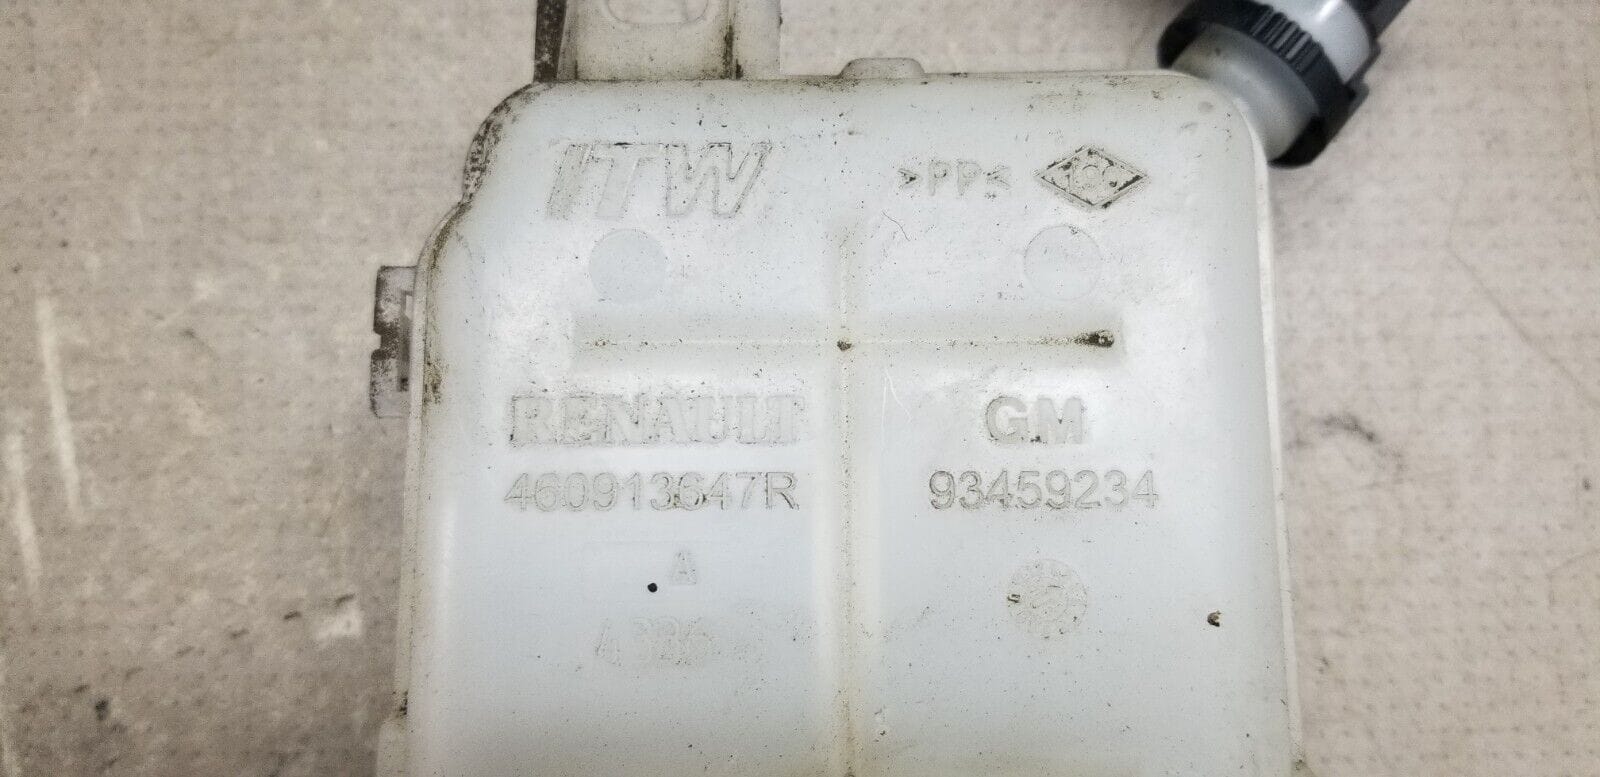 ITW >PP<
RENAULT GM
460913647R 93459234
A